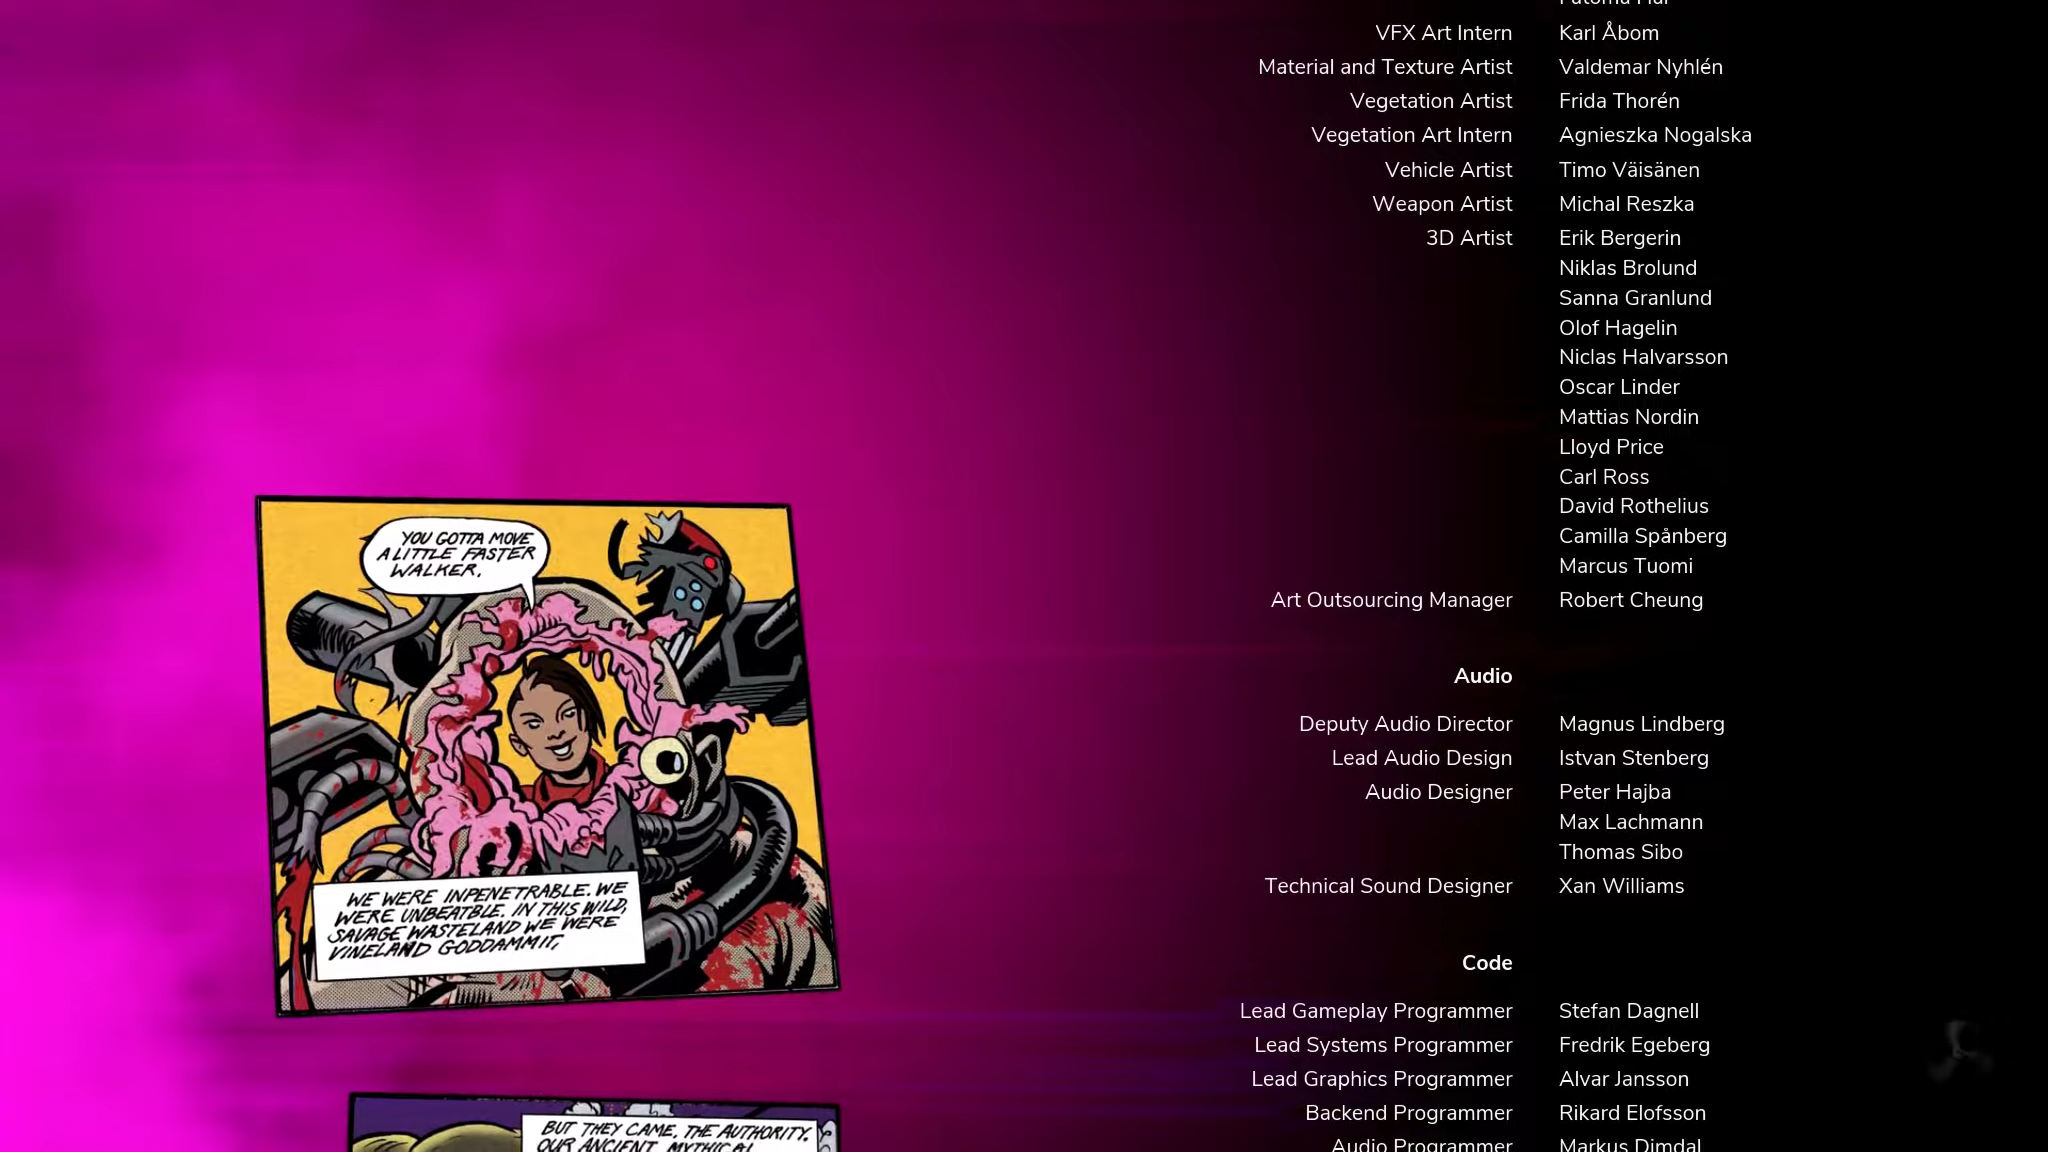 VFX Art Intern Karl Åbom
Material and Texture Artist Valdemar Nyhlén
Vegetation Artist Frida Thorén
Vegetation Art Intern Agnieszka Nogalska
Vehicle Artist Timo Väisänen
Weapon Artist Michal Reszka
3D Artist Erik Bergerin
Niklas Brolund
Sanna Granlund
Olof Hagelin
Niclas Halvarsson
Oscar Linder
Mattias Nordin
Lloyd Price
Carl Ross
David Rothelius
Camilla Spånberg
Marcus Tuomi
Art Outsourcing Manager Robert Cheung
Audio
Deputy Audio Director Magnus Lindberg
Lead Audio Design Istvan Stenberg
Audio Designer Peter Hajba
Max Lachmann
Thomas Sibo
Technical Sound Designer Xan Williams
Code
Lead Gameplay Programmer Stefan Dagnell
Lead Systems Programmer Fredrik Egeberg
Lead Graphics Programmer Alvar Jansson
Backend Programmer Rikard Elofsson
Audio Programmer Markus Dimdal
YOU GOTTA MOVE
A LITTLE FASTER
WALKER.
WE WERE INPENETRABLE. WE
WERE UNBEATBLE. IN THIS WILD,
SAVAGE WASTELAND WE WERE
VINELAND GODDAMMIT,
BUT THEY CAME, THE AUTHORITY.
OUR ANCIENT, MYTHICAL